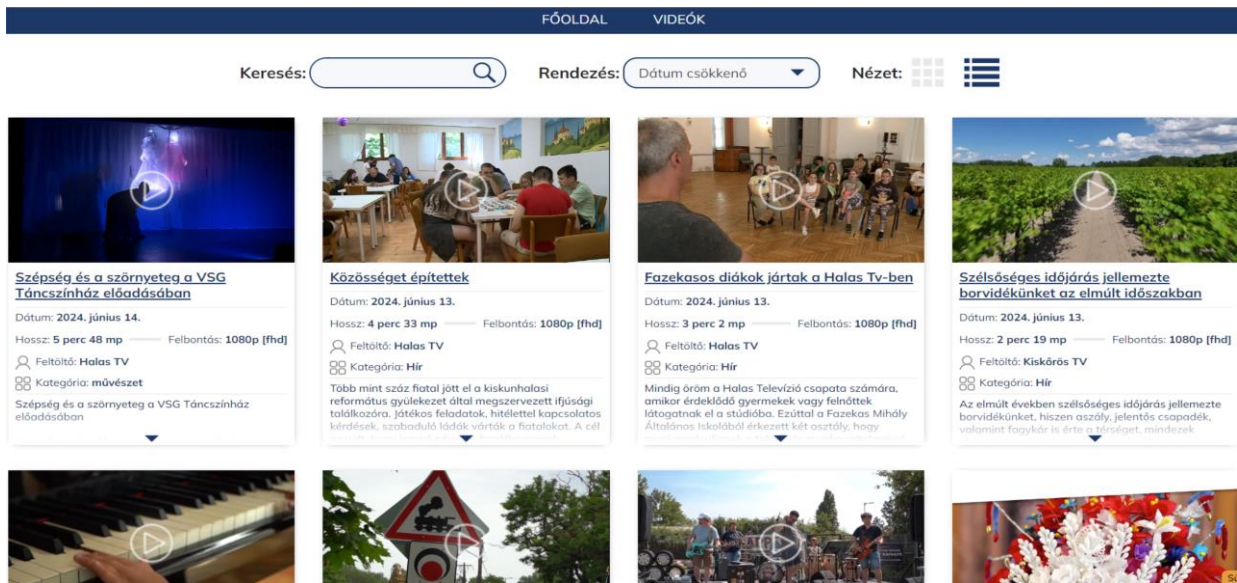 FŐOLDAL VIDEÓK
Keresés: Rendezés: Dátum csökkenő Nézet:
Szépség és a szörnyeteg a VSG
Táncszínház előadásában
Dátum: 2024. június 14.
Hossz: 5 perc 48 mp Felbontás: 1080p [fhd]
Feltöltő: Halas TV
Kategória: művészet
Szépség és a szörnyeteg a VSG Táncszínház
előadásában
Közösséget építettek
Dátum: 2024. június 13.
Hossz: 4 perc 33 mp Felbontás: 1080p [fhd]
Feltöltő: Halas TV
Kategória: Hír
Több mint száz fiatal jött el a kiskunhalasi
református gyülekezet által megszervezett ifjúsági
találkozóra. Játékos feladatok, hitélettel kapcsolatos
kérdések, szabaduló ládák várták a fiatalokat. A cél
Fazekasos diákok jártak a Halas Tv-ben
Dátum: 2024. június 13.
Hossz: 3 perc 2 mp Felbontás: 1080p [fhd]
Feltöltő: Halas TV
Kategória: Hír
Mindig öröm a Halas Televízió csapata számára,
amikor érdeklődő gyermekek vagy felnőttek
látogatnak el a stúdióba. Ezúttal a Fazekas Mihály
Általános Iskolából érkezett két osztály, hogy
Szélsőséges időjárás jellemezte
borvidékünket az elmúlt időszakban
Dátum: 2024. június 13.
Hossz: 2 perc 19 mp Felbontás: 1080p [fhd]
Feltöltő: Kiskőrös TV
Kategória: Hír
Az elmúlt években szélsőséges időjárás jellemezte
borvidékünket, hiszen aszály, jelentős csapadék,
valamint fagykár is érte a térséget, mindezek